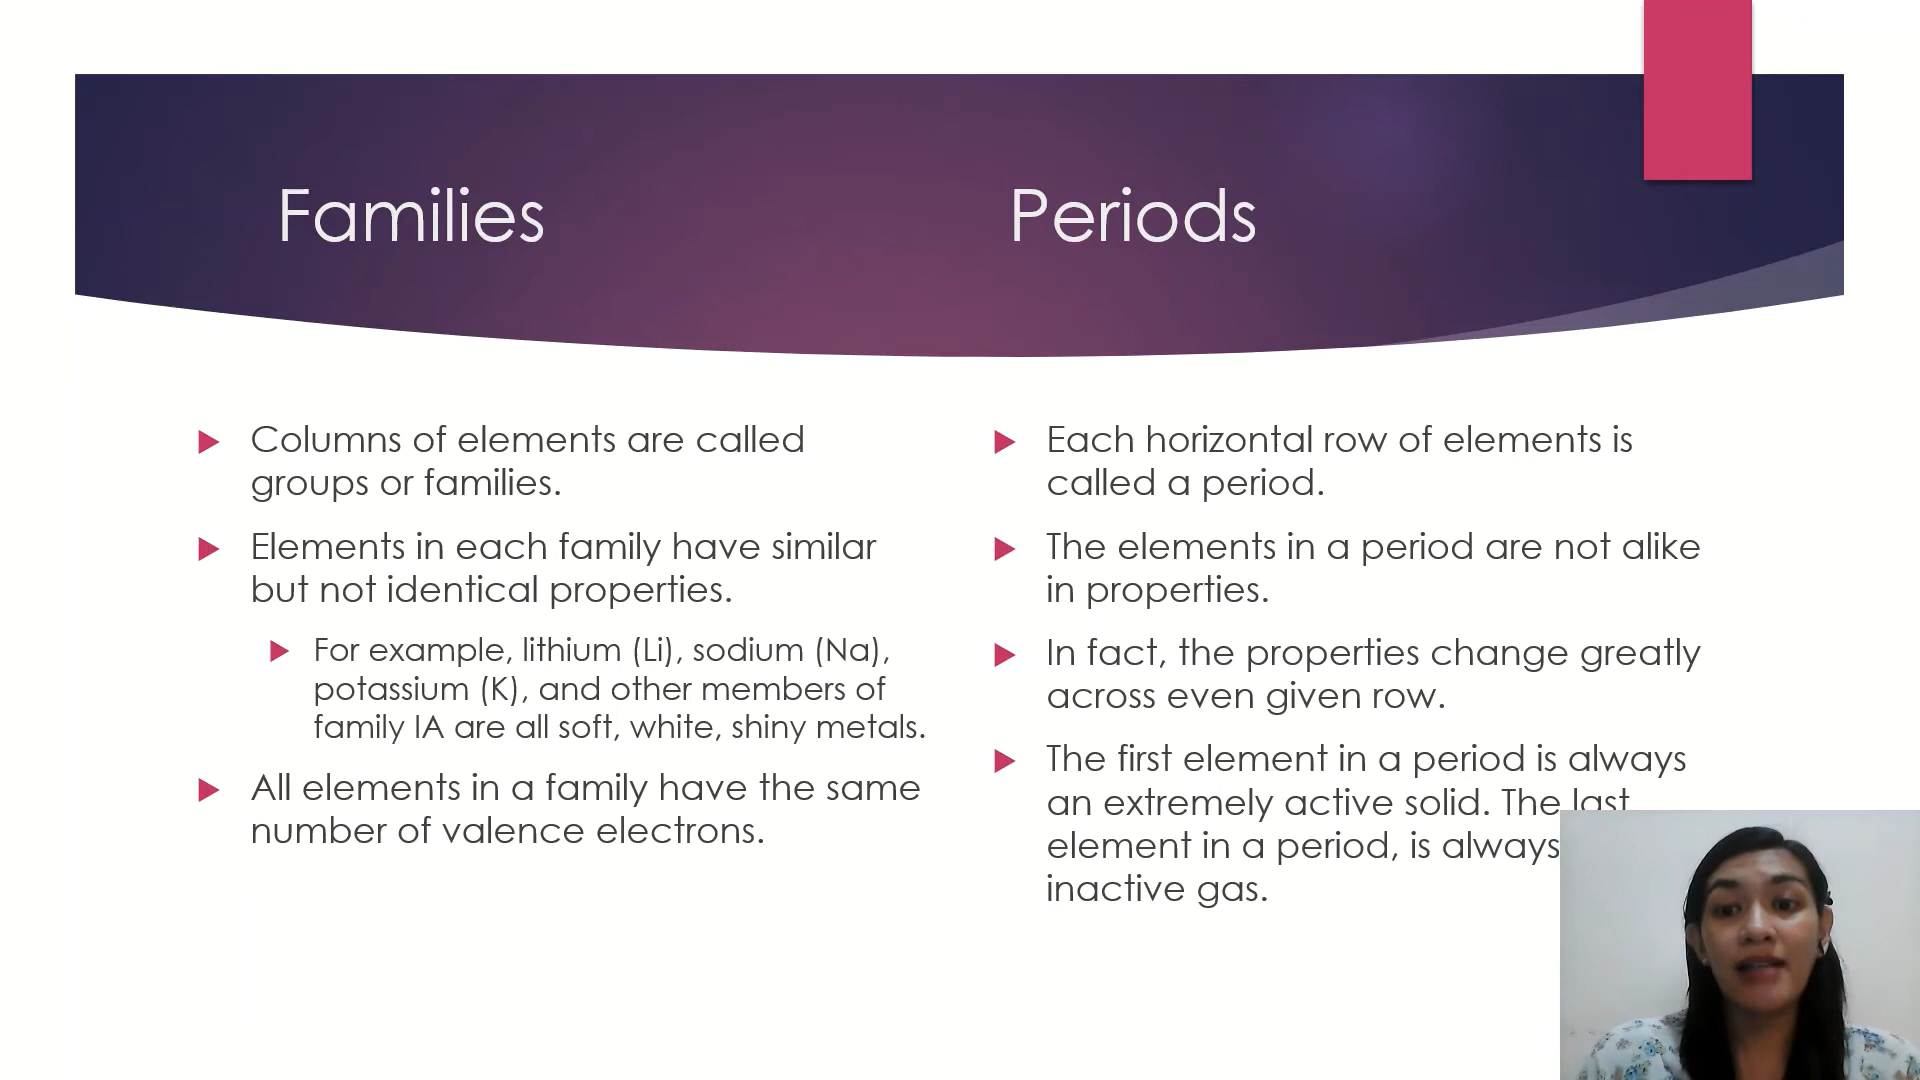 Families
Periods
Columns of elements are called
groups or families.
Elements in each family have similar
but not identical properties.
For example, lithium (Li), sodium (Na),
potassium (K), and other members of
family IA are all soft, white, shiny metals.
All elements in a family have the same
number of valence electrons.
Each horizontal row of elements is
called a period.
The elements in a period are not alike
in properties.
In fact, the properties change greatly
across even given row.
The first element in a period is always
an extremely active solid. The last
element in a period, is always
inactive gas.